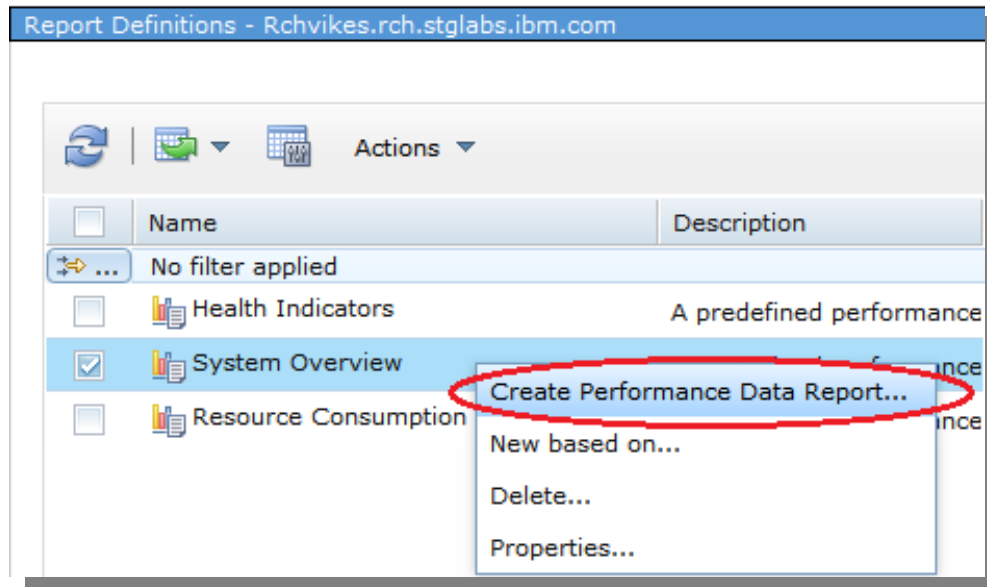 Report Definitions - Rchvikes.rch.stglabs.ibm.com
Actions
Name Description
... No filter applied
Health Indicators A predefined performance
System Overview
Create Performance Data Report...
Resource Consumption
New based on...
Delete...
Properties...